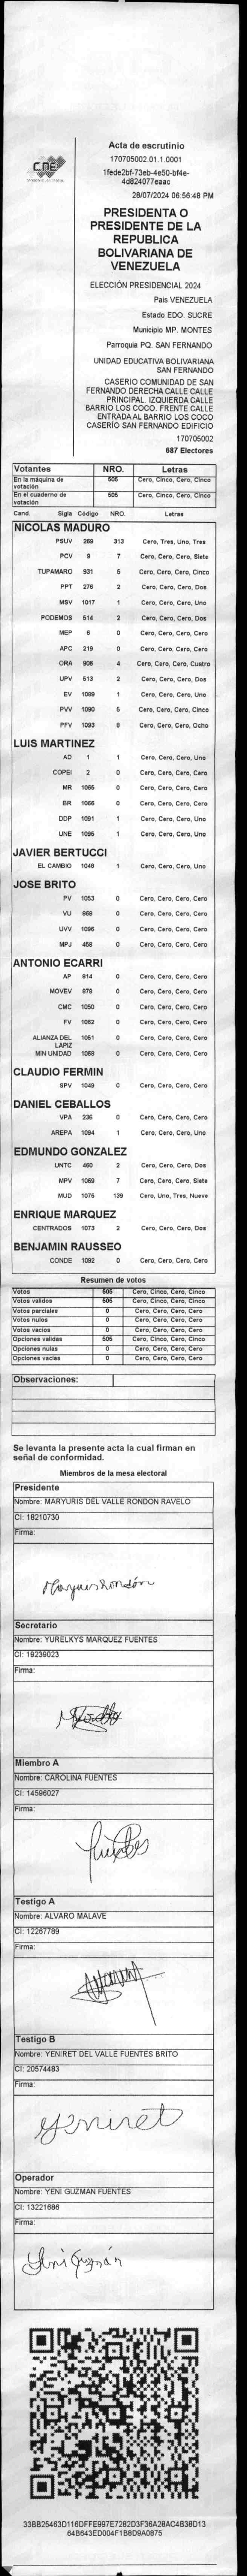 CNE
Acta de escrutinio
170705002.01.1.0001
1fede2bf-73eb-4e50-bf4e-
4d824077eaac
28/07/2024 06:56:48 PM
PRESIDENTA O
PRESIDENTE DE LA
REPUBLICA
BOLIVARIANA DE
VENEZUELA
ELECCIÓN PRESIDENCIAL 2024
Pais VENEZUELA
Estado EDO. SUCRE
Municipio MP. MONTES
Parroquia PQ. SAN FERNANDO
UNIDAD EDUCATIVA BOLIVARIANA
SAN FERNANDO
CASERIO COMUNIDAD DE SAN
FERNANDO DERECHA CALLE CALLE
PRINCIPAL. IZQUIERDA CALLE
BARRIO LOS COCO. FRENTE CALLE
ENTRADA AL BARRIO LOS COCO
CASERÍO SAN FERNANDO EDIFICIO
170705002
687 Electores
Votantes NRO. Letras
En la máquina de votación 505 Cero, Cinco, Cero, Cinco
En el cuaderno de votación 505 Cero, Cinco, Cero, Cinco
Cand. Sigla Código NRO. Letras
NICOLAS MADURO
PSUV 269 313 Cero, Tres, Uno, Tres
PCV 9 7 Cero, Cero, Cero, Siete
TUPAMARO 931 5 Cero, Cero, Cero, Cinco
PPT 276 2 Cero, Cero, Cero, Dos
MSV 1017 1 Cero, Cero, Cero, Uno
PODEMOS 514 2 Cero, Cero, Cero, Dos
MEP 6 0 Cero, Cero, Cero, Cero
APC 219 0 Cero, Cero, Cero, Cero
ORA 906 4 Cero, Cero, Cero, Cuatro
UPV 513 2 Cero, Cero, Cero, Dos
EV 1089 1 Cero, Cero, Cero, Uno
PVV 1090 5 Cero, Cero, Cero, Cinco
PFV 1093 8 Cero, Cero, Cero, Ocho
LUIS MARTINEZ
AD 1 1 Cero, Cero, Cero, Uno
COPEI 2 0 Cero, Cero, Cero, Cero
MR 1065 0 Cero, Cero, Cero, Cero
BR 1066 0 Cero, Cero, Cero, Cero
DDP 1091 1 Cero, Cero, Cero, Uno
UNE 1095 1 Cero, Cero, Cero, Uno
JAVIER BERTUCCI
EL CAMBIO 1048 1 Cero, Cero, Cero, Uno
JOSE BRITO
PV 1053 0 Cero, Cero, Cero, Cero
VU 868 0 Cero, Cero, Cero, Cero
UVV 1096 0 Cero, Cero, Cero, Cero
MPJ 458 0 Cero, Cero, Cero, Cero
ANTONIO ECARRI
AP 814 0 Cero, Cero, Cero, Cero
MOVEV 878 0 Cero, Cero, Cero, Cero
CMC 1050 0 Cero, Cero, Cero, Cero
FV 1062 0 Cero, Cero, Cero, Cero
ALIANZA DEL LAPIZ 1051 0 Cero, Cero, Cero, Cero
MIN UNIDAD 1068 0 Cero, Cero, Cero, Cero
CLAUDIO FERMIN
SPV 1049 0 Cero, Cero, Cero, Cero
DANIEL CEBALLOS
VPA 236 0 Cero, Cero, Cero, Cero
AREPA 1094 1 Cero, Cero, Cero, Uno
EDMUNDO GONZALEZ
UNTC 460 2 Cero, Cero, Cero, Dos
MPV 1069 7 Cero, Cero, Cero, Siete
MUD 1075 139 Cero, Uno, Tres, Nueve
ENRIQUE MARQUEZ
CENTRADOS 1073 2 Cero, Cero, Cero, Dos
BENJAMIN RAUSSEO
CONDE 1092 0 Cero, Cero, Cero, Cero
Resumen de votos
Votos 505 Cero, Cinco, Cero, Cinco
Votos validos 505 Cero, Cinco, Cero, Cinco
Votos parciales 0 Cero, Cero, Cero, Cero
Votos nulos 0 Cero, Cero, Cero, Cero
Votos vacios 0 Cero, Cero, Cero, Cero
Opciones validas 505 Cero, Cinco, Cero, Cinco
Opciones nulas 0 Cero, Cero, Cero, Cero
Opciones vacias 0 Cero, Cero, Cero, Cero
Observaciones:
Se levanta la presente acta la cual firman en
señal de conformidad.
Miembros de la mesa electoral
Presidente
Nombre: MARYURIS DEL VALLE RONDON RAVELO
CI: 18210730
Firma:
Maryuris Rondón
Secretario
Nombre: YURELKYS MARQUEZ FUENTES
CI: 19239023
Firma:
Miembro A
Nombre: CAROLINA FUENTES
CI: 14596027
Firma:
Testigo A
Nombre: ALVARO MALAVE
CI: 12267789
Firma:
Testigo B
Nombre: YENIRET DEL VALLE FUENTES BRITO
CI: 20574483
Firma:
yeniret
Operador
Nombre: YENI GUZMAN FUENTES
CI: 13221686
Firma:
Yeni Guzmán
33BB25463D116DFFE997E7282D3F36A28AC4B38D13
64B643ED004F1B8D9A0875